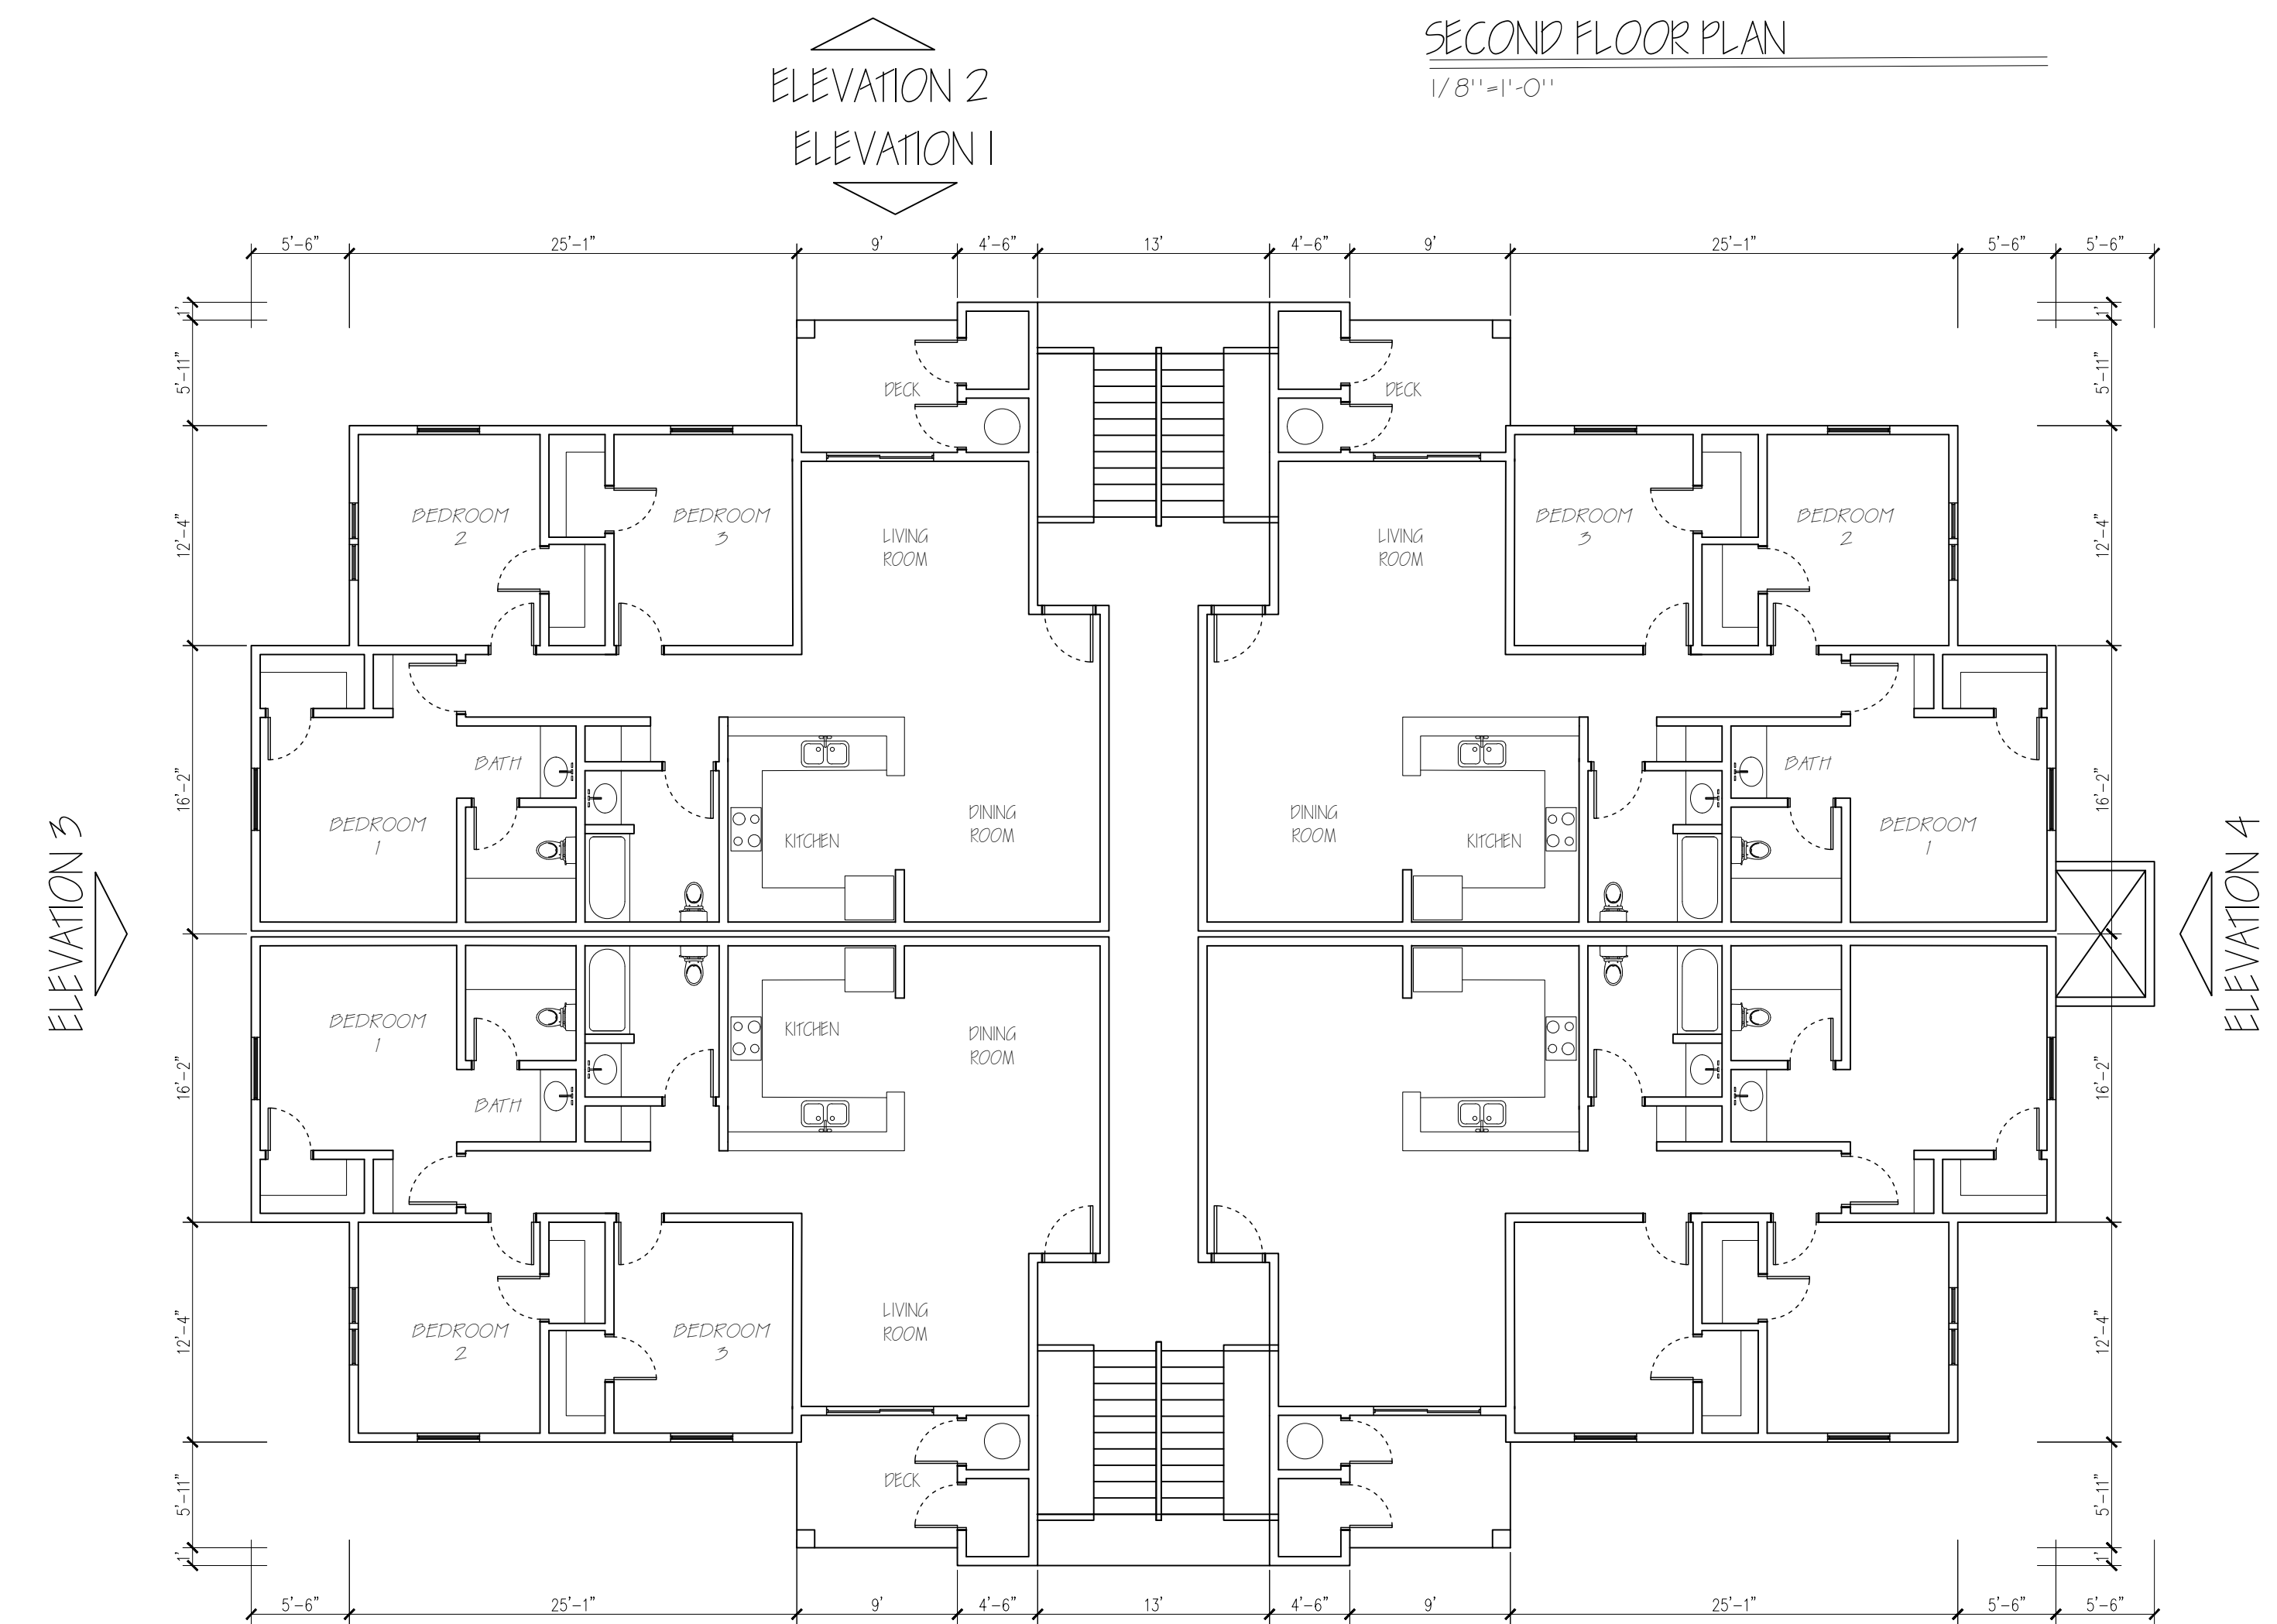 SECOND FLOOR PLAN
1/8''=1'-0''
ELEVATION 2
ELEVATION 1
5'-6" 25'-1" 9' 4'-6" 13' 4'-6" 9' 25'-1" 5'-6" 5'-6"
1' 1'
5'-11" 5'-11"
DECK DECK
12'-4" 12'-4"
BEDROOM BEDROOM BEDROOM BEDROOM
2 3 3 2
LIVING LIVING
ROOM ROOM
16'-2" 16'-2"
BATH BATH
BEDROOM BEDROOM
1 1
DINING DINING
ROOM ROOM
KITCHEN KITCHEN
ELEVATION 3
ELEVATION 4
BEDROOM
1
KITCHEN
DINING
ROOM
16'-2" 16'-2"
BATH
LIVING
ROOM
BEDROOM BEDROOM
2 3
12'-4" 12'-4"
DECK
5'-11" 5'-11"
1' 1'
5'-6" 25'-1" 9' 4'-6" 13' 4'-6" 9' 25'-1" 5'-6" 5'-6"